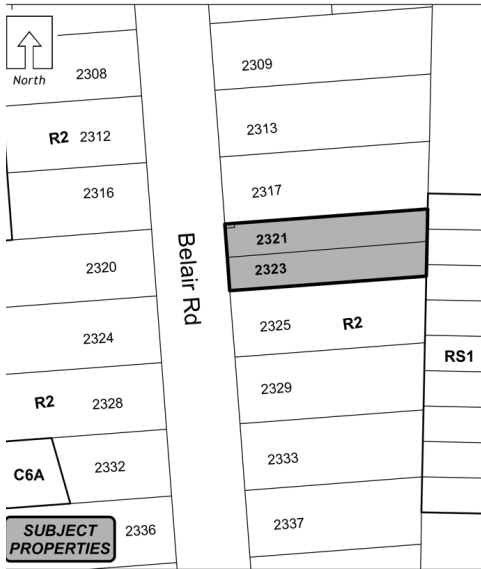 North
2308
R2 2312
2316
2320
2324
R2 2328
C6A 2332
2336
SUBJECT
PROPERTIES
Belair Rd
2309
2313
2317
2321
2323
2325 R2
2329
2333
2337
RS1